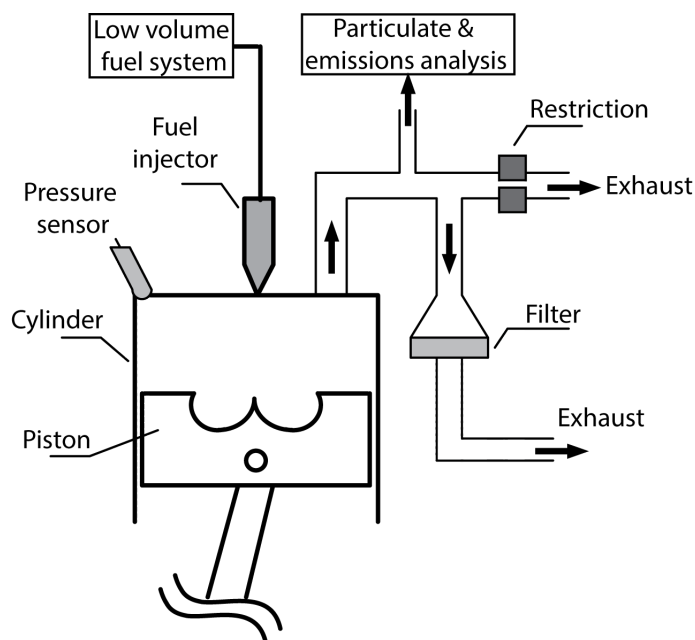 Low volume
fuel system
Particulate &
emissions analysis
Restriction
Fuel
injector
Pressure
sensor
Exhaust
Cylinder
Filter
Exhaust
Piston